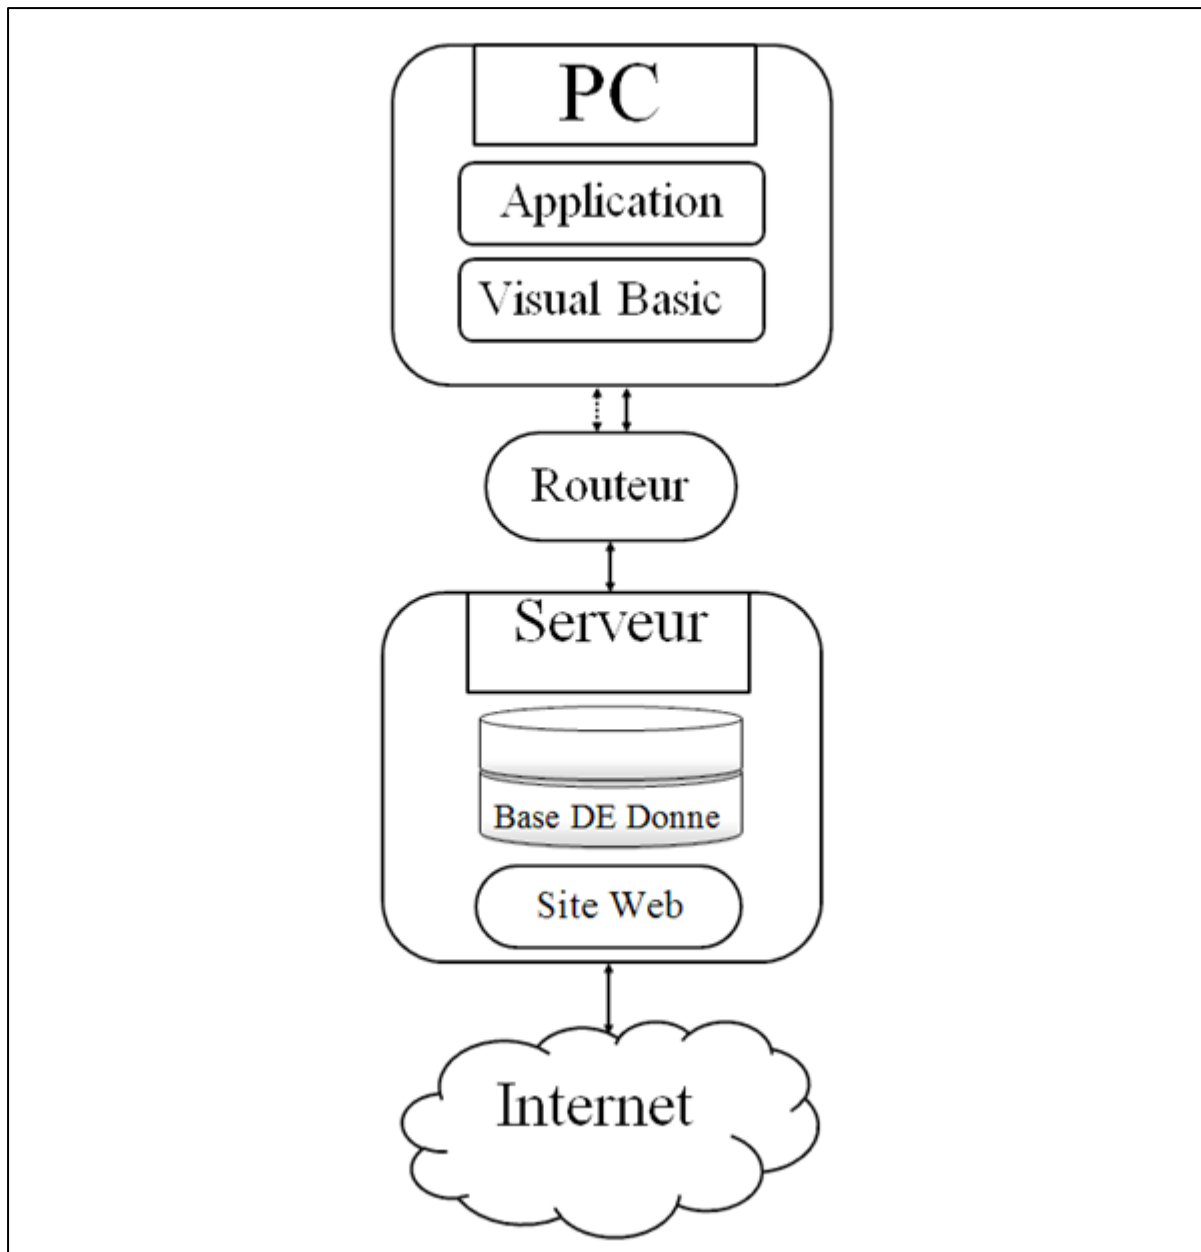 PC
Application
Visual Basic
Routeur
Serveur
Base DE Donne
Site Web
Internet